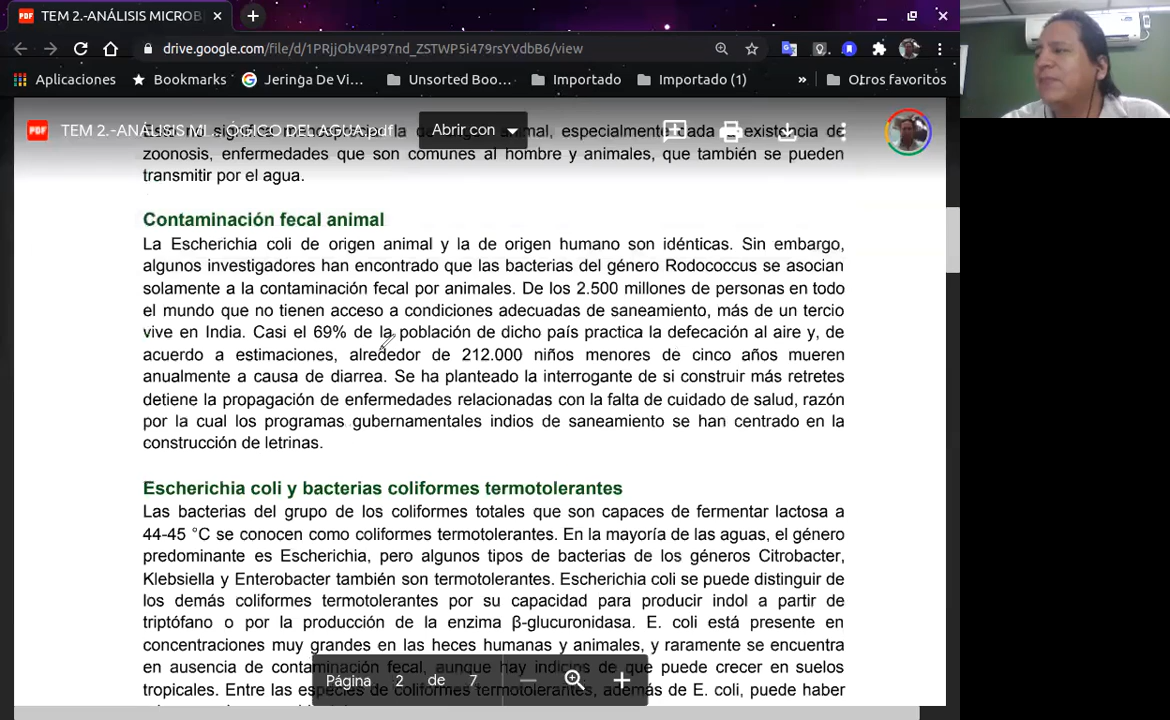 TEM 2.-ANÁLISIS MICROB
drive.google.com/file/d/1PRjjObV4P97nd_ZSTWPSi479rsYVdbB6/view
Aplicaciones Bookmarks Jeringa De Vi... Unsorted Boo... Importado Importado (1) » Otros favoritos
TEM 2.-ANÁLISIS MI...ÓGICO DEL AGUA.pdf Abrir con
animal, especialmente dada existencia de
zoonosis, enfermedades que son comunes al hombre y animales, que también se pueden
transmitir por el agua.
Contaminación fecal animal
La Escherichia coli de origen animal y la de origen humano son idénticas. Sin embargo,
algunos investigadores han encontrado que las bacterias del género Rodococcus se asocian
solamente a la contaminación fecal por animales. De los 2.500 millones de personas en todo
el mundo que no tienen acceso a condiciones adecuadas de saneamiento, más de un tercio
vive en India. Casi el 69% de la población de dicho país practica la defecación al aire y, de
acuerdo a estimaciones, alrededor de 212.000 niños menores de cinco años mueren
anualmente a causa de diarrea. Se ha planteado la interrogante de si construir más retretes
detiene la propagación de enfermedades relacionadas con la falta de cuidado de salud, razón
por la cual los programas gubernamentales indios de saneamiento se han centrado en la
construcción de letrinas.
Escherichia coli y bacterias coliformes termotolerantes
Las bacterias del grupo de los coliformes totales que son capaces de fermentar lactosa a
44-45 °C se conocen como coliformes termotolerantes. En la mayoría de las aguas, el género
predominante es Escherichia, pero algunos tipos de bacterias de los géneros Citrobacter,
Klebsiella y Enterobacter también son termotolerantes. Escherichia coli se puede distinguir de
los demás coliformes termotolerantes por su capacidad para producir indol a partir de
triptófano o por la producción de la enzima β-glucuronidasa. E. coli está presente en
concentraciones muy grandes en las heces humanas y animales, y raramente se encuentra
en ausencia de contaminación fecal, aunque hay indicios de que puede crecer en suelos
tropicales. Entre las especies de coliformes termotolerantes, además de E. coli, puede haber
Página 2 de 7